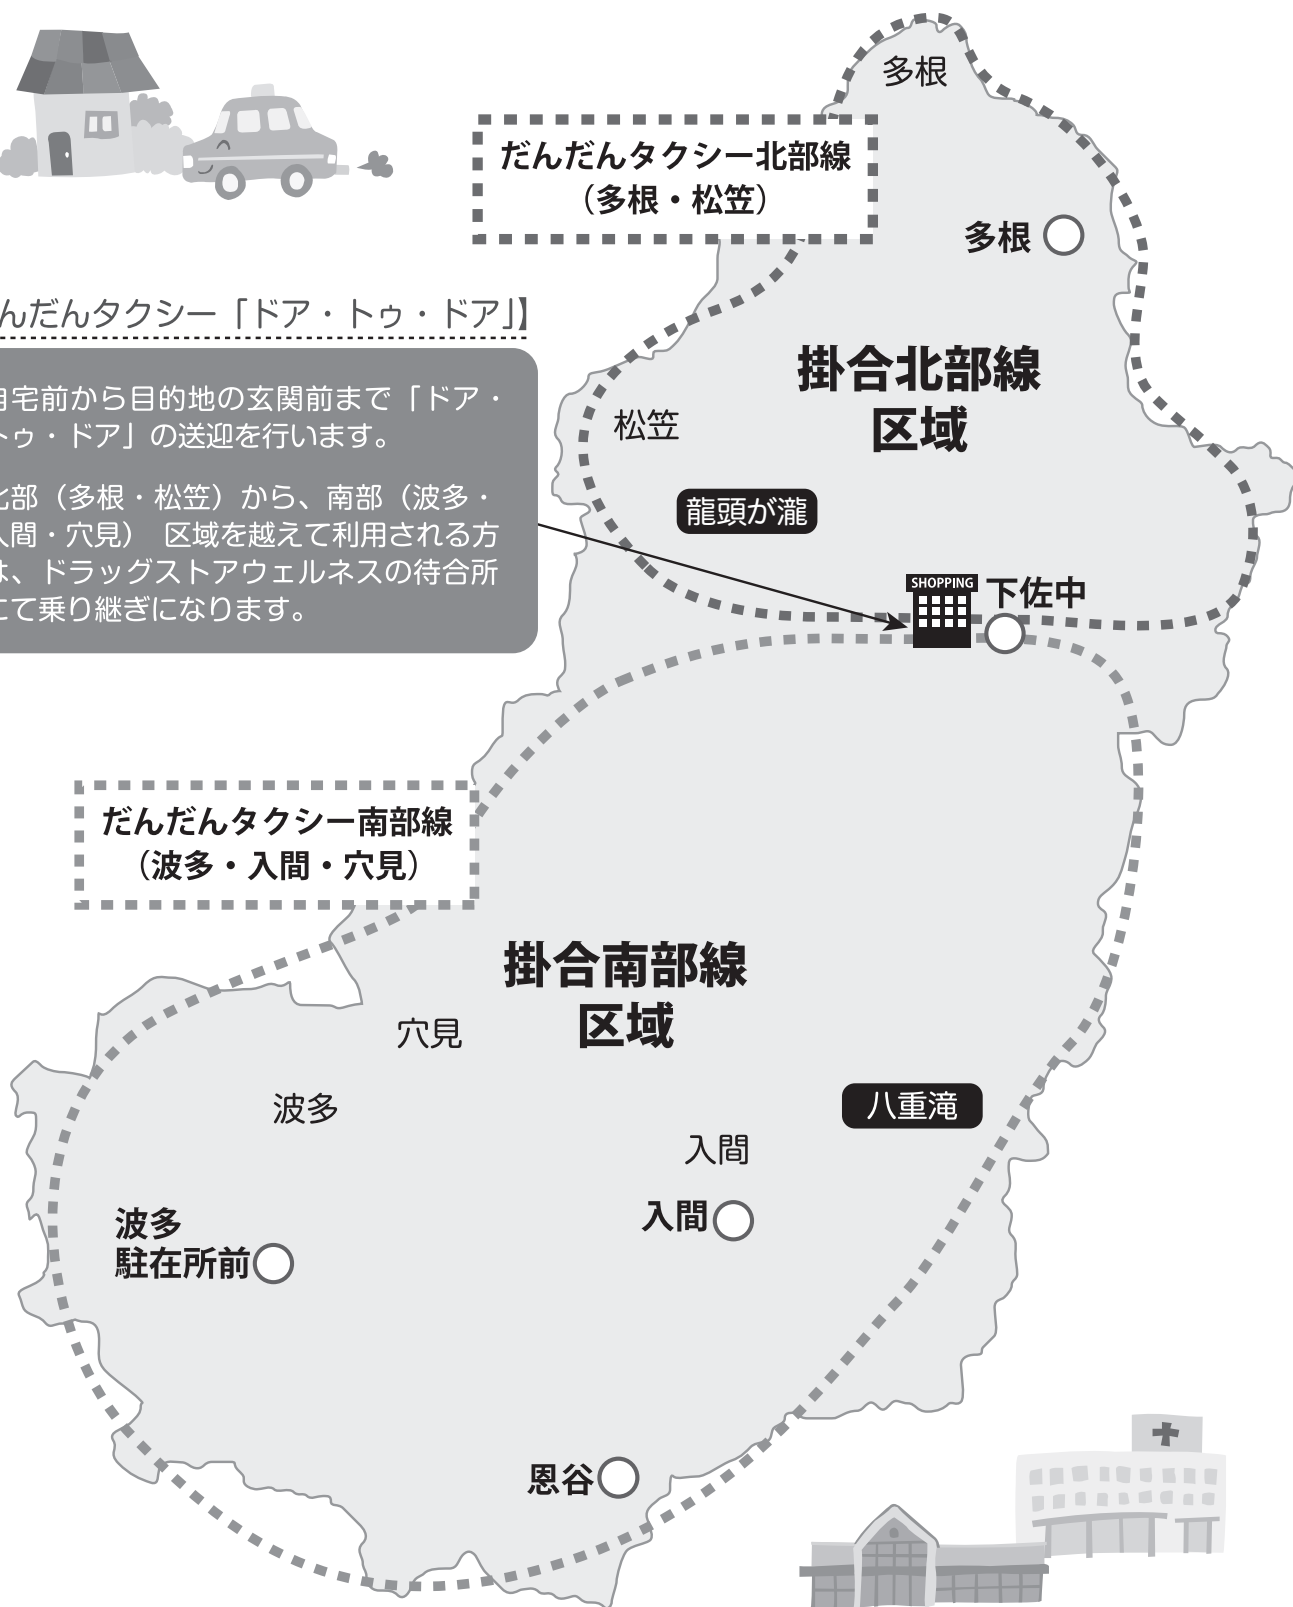 多根
だんだんタクシー北部線
（多根・松笠）
多根
んだんタクシー「ドア・トゥ・ドア」】
自宅前から目的地の玄関前まで「ドア・
トゥ・ドア」の送迎を行います。
北部（多根・松笠）から、南部（波多・
入間・穴見）　区域を越えて利用される方
は、ドラッグストアウェルネスの待合所
にて乗り継ぎになります。
掛合北部線
区域
松笠
龍頭が瀧
SHOPPING
下佐中
だんだんタクシー南部線
（波多・入間・穴見）
掛合南部線
区域
穴見
波多
八重滝
入間
入間
波多
駐在所前
恩谷